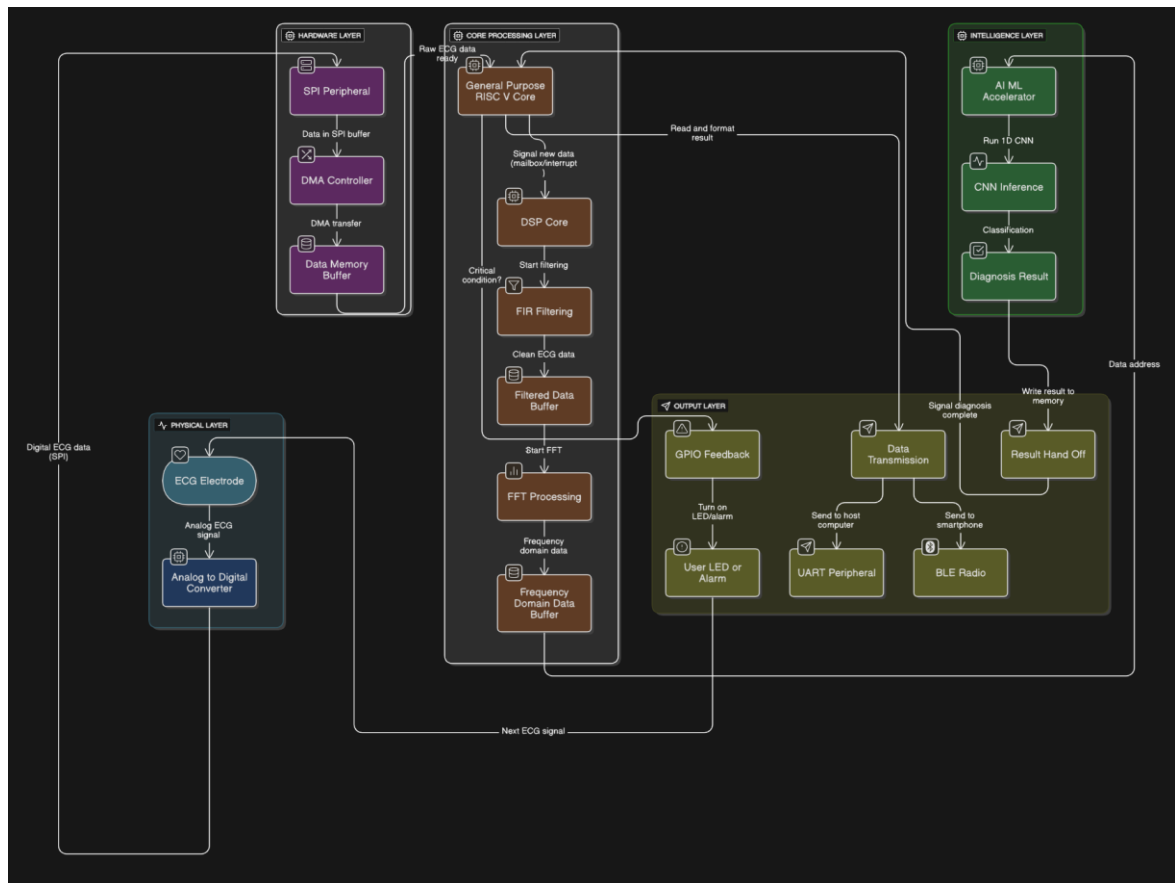 HARDWARE LAYER
SPI Peripheral
Data in SPI buffer
DMA Controller
DMA transfer
Data Memory
Buffer
Raw ECG data
ready
CORE PROCESSING LAYER
General Purpose
RISC V Core
Signal new data
(mailbox/interrupt
)
DSP Core
Start filtering
Critical
condition?
FIR Filtering
Clean ECG data
Filtered Data
Buffer
Start FFT
FFT Processing
Frequency
domain data
Frequency
Domain Data
Buffer
Read and format
result
INTELLIGENCE LAYER
AI ML
Accelerator
Run 1D CNN
CNN Inference
Classification
Diagnosis Result
Data address
Write result to
memory
Signal diagnosis
complete
OUTPUT LAYER
GPIO Feedback
Turn on
LED/alarm
User LED or
Alarm
Data
Transmission
Send to host
computer
Send to
smartphone
UART Peripheral
BLE Radio
Result Hand Off
PHYSICAL LAYER
ECG Electrode
Analog ECG
signal
Analog to Digital
Converter
Digital ECG data
(SPI)
Next ECG signal